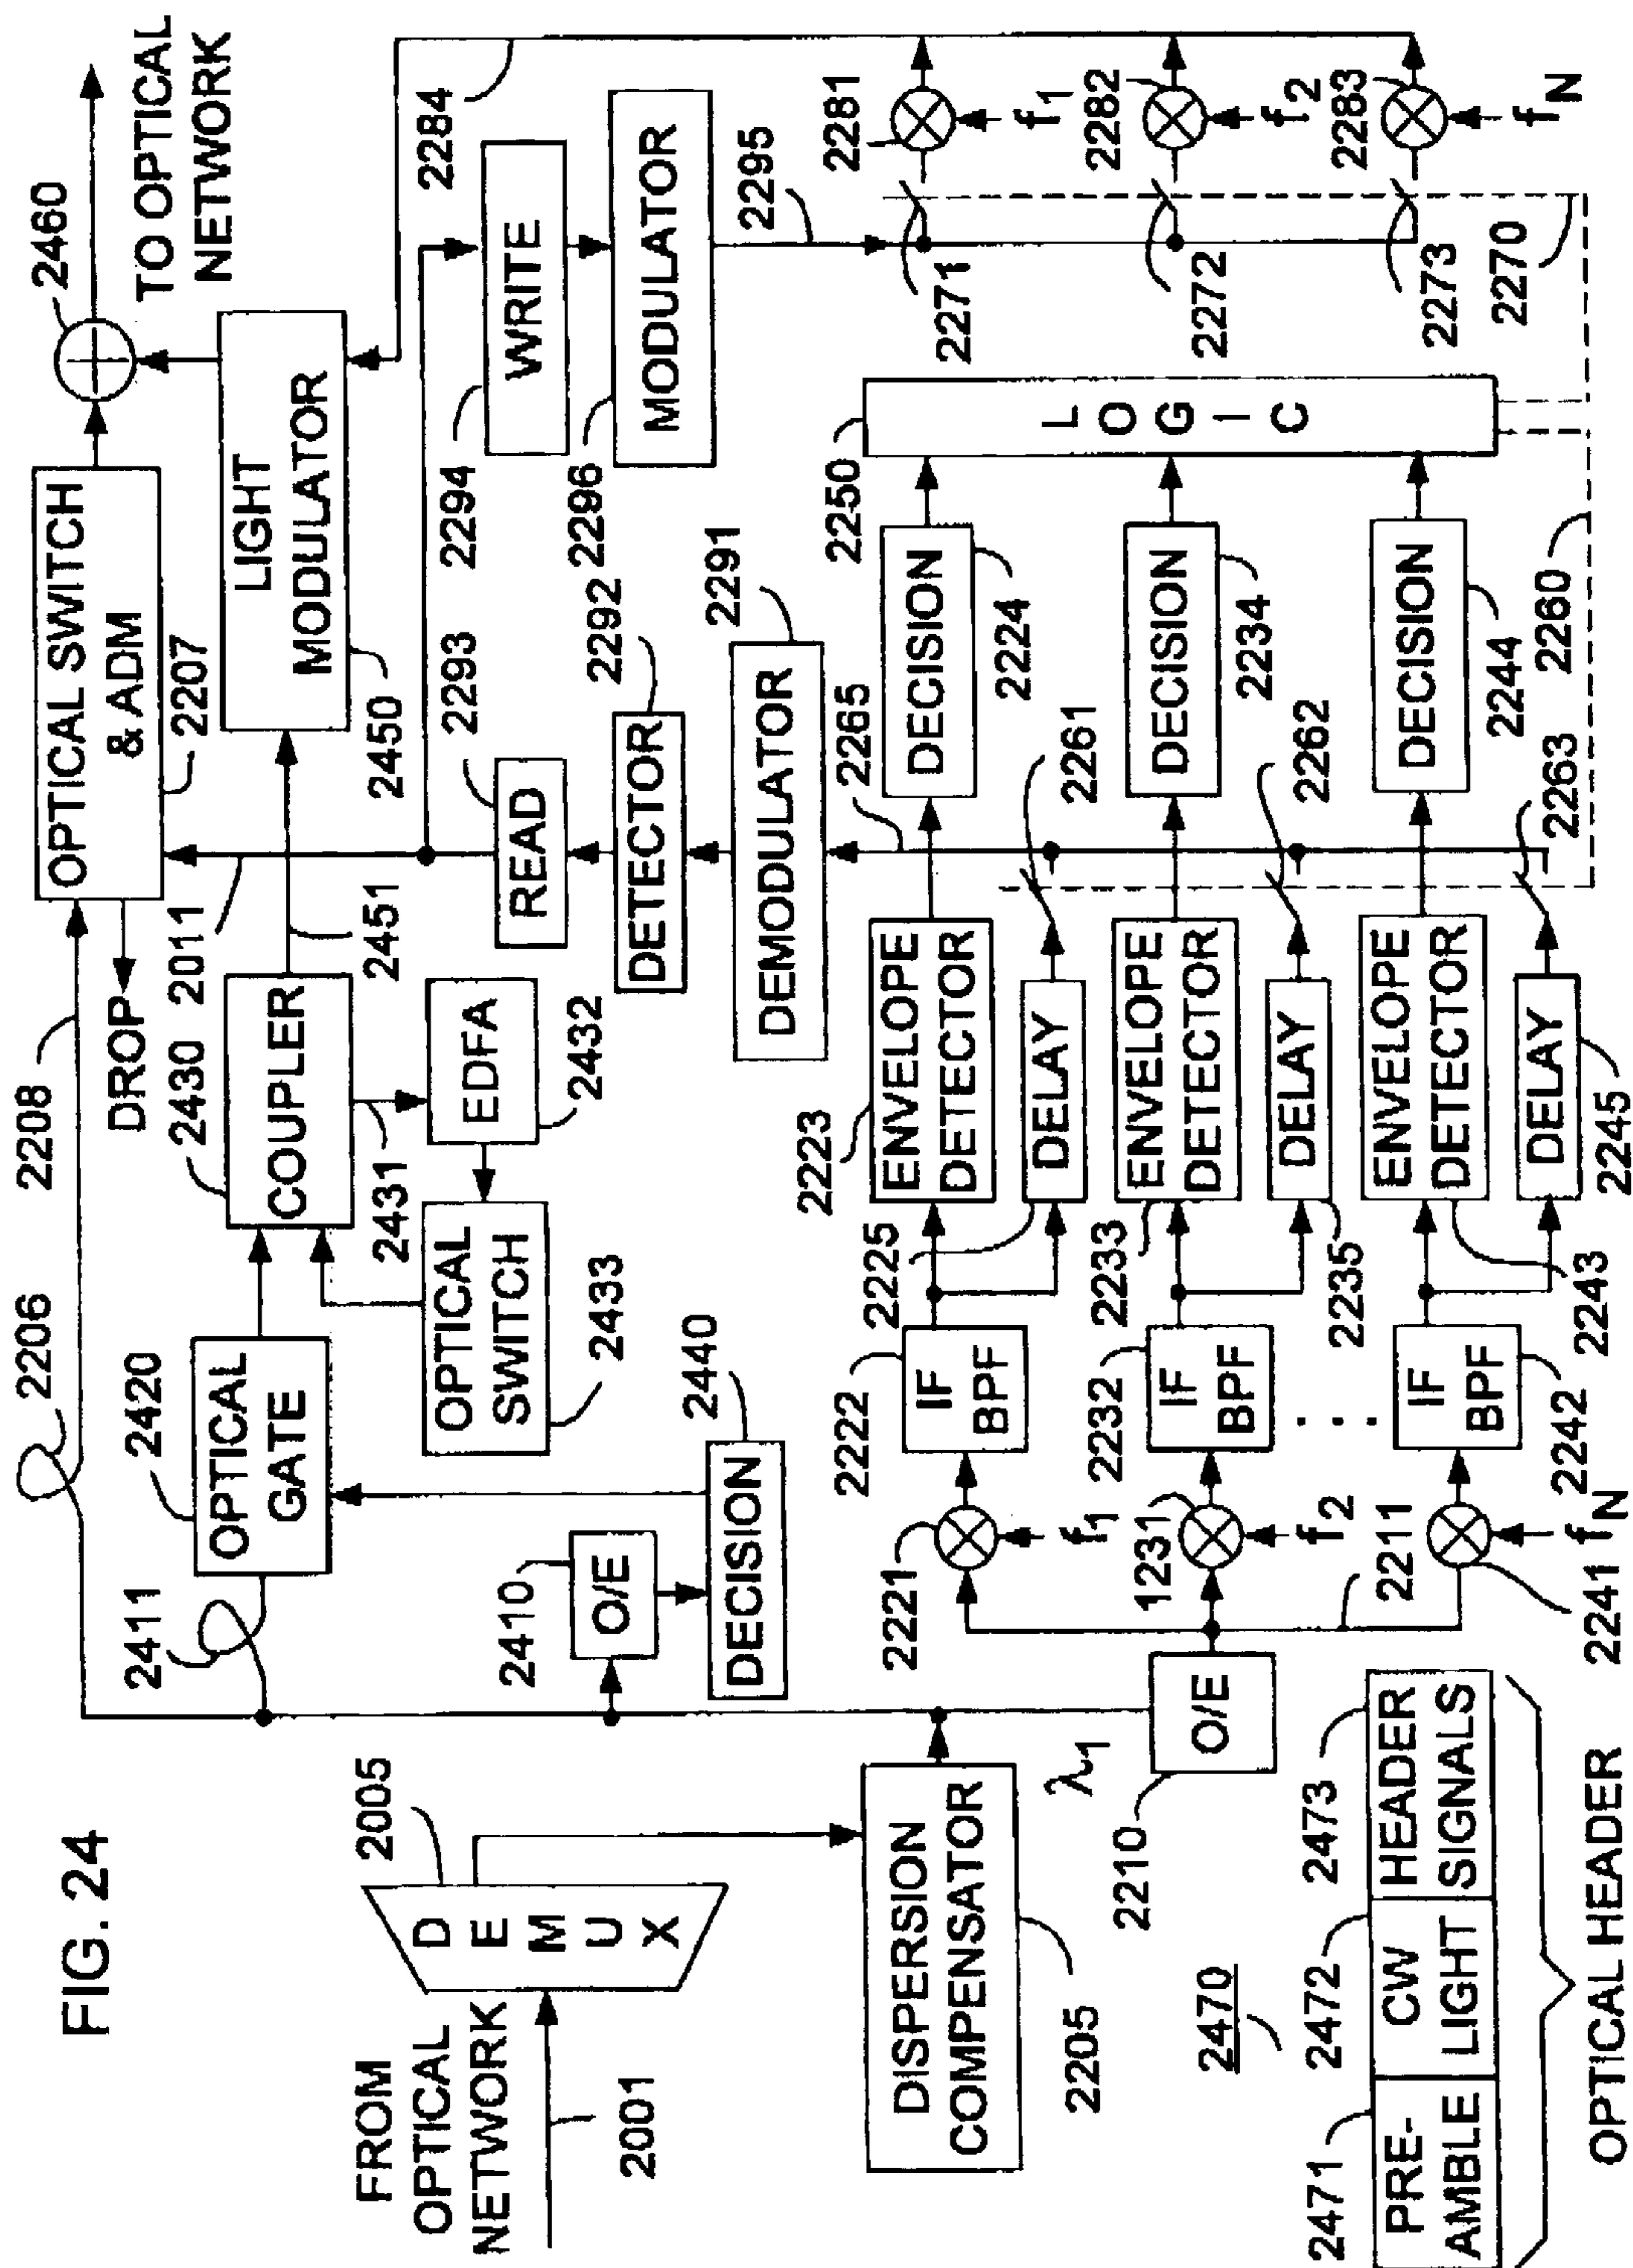 FIG. 24
FROM
OPTICAL
NETWORK
2001
D
E
M
U
X
2005
DISPERSION
COMPENSATOR
2205
λ1
O/E
2210
2211
2206
2208
2411
OPTICAL
GATE
2420
O/E
2410
DECISION
2440
COUPLER
2430
2431
EDFA
2432
OPTICAL
SWITCH
2433
2451
DROP
2011
OPTICAL SWITCH
& ADM
2207
LIGHT
MODULATOR
2450
2460
TO OPTICAL
NETWORK
2284
WRITE
2294
MODULATOR
2296
2295
READ
2293
DETECTOR
2292
DEMODULATOR
2291
2265
2221
f1
IF
BPF
2222
ENVELOPE
DETECTOR
2223
DELAY
2225
2261
DECISION
2224
1231
f2
IF
BPF
2232
ENVELOPE
DETECTOR
2233
DELAY
2235
2262
DECISION
2234
. . .
2241
fN
IF
BPF
2242
ENVELOPE
DETECTOR
2243
DELAY
2245
2263
DECISION
2244
2260
L
O
G
I
C
2250
2270
2271
2281
f1
2272
2282
f2
2273
2283
fN
2470
2471
PRE-
AMBLE
2472
CW
LIGHT
2473
HEADER
SIGNALS
OPTICAL HEADER